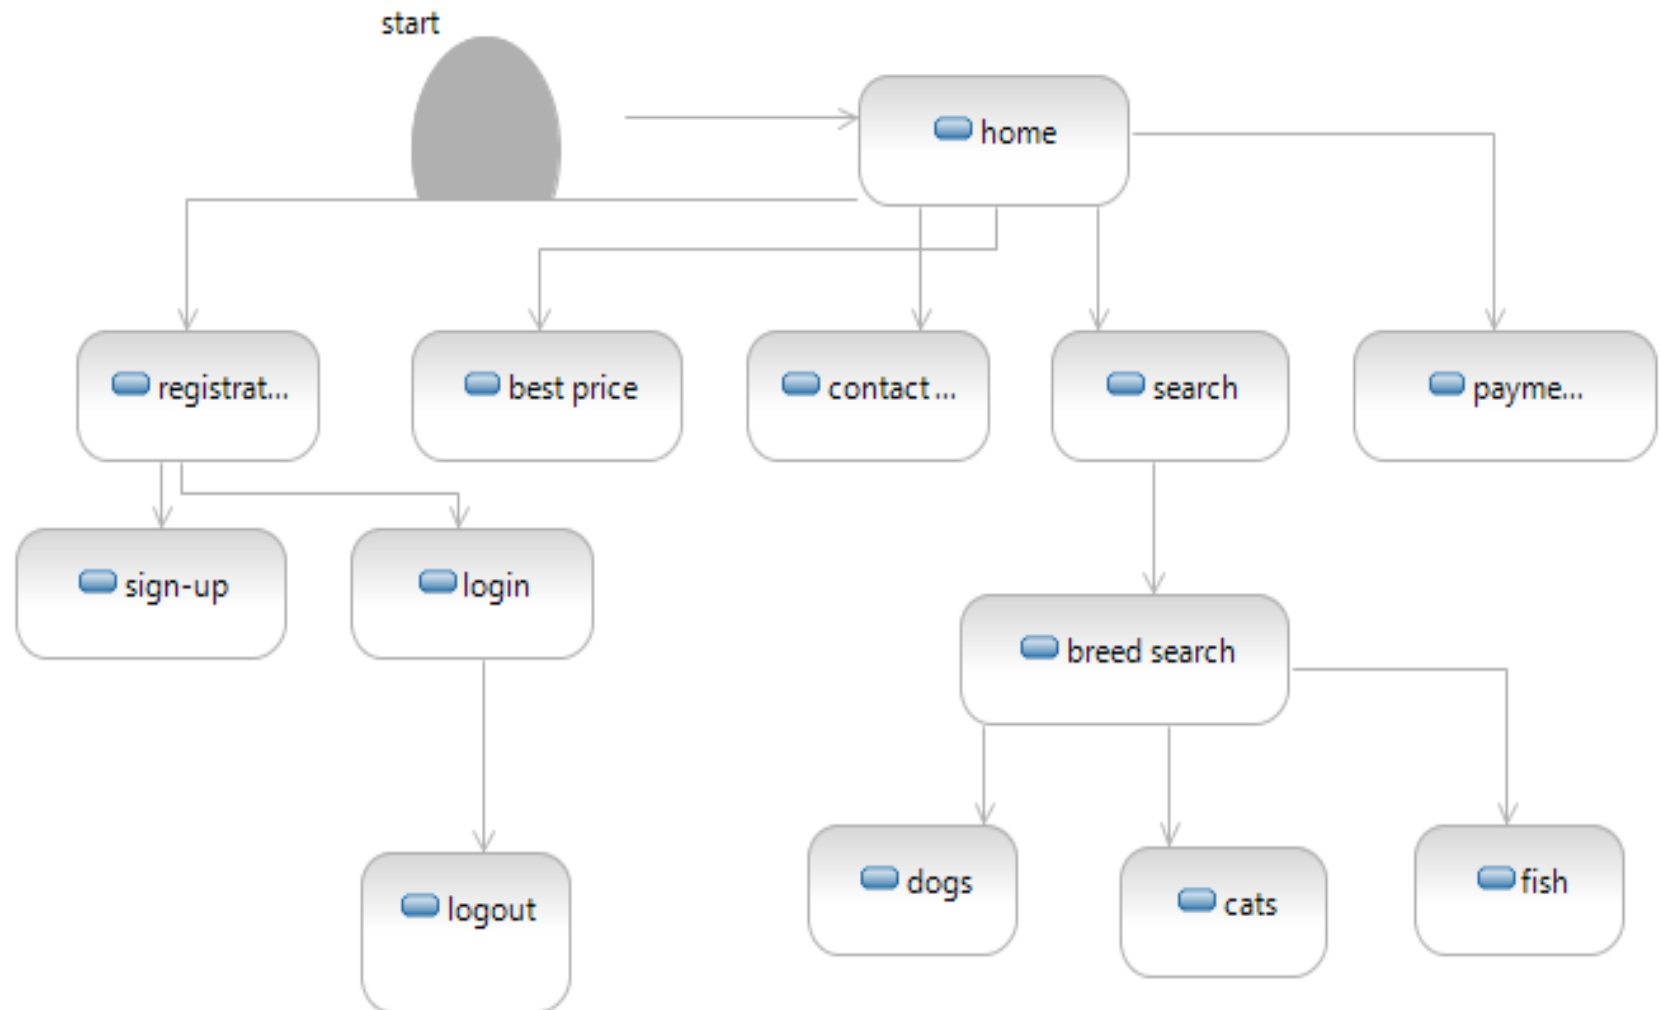 start
home
registrat...
best price
contact ...
search
payme...
sign-up
login
breed search
logout
dogs
cats
fish